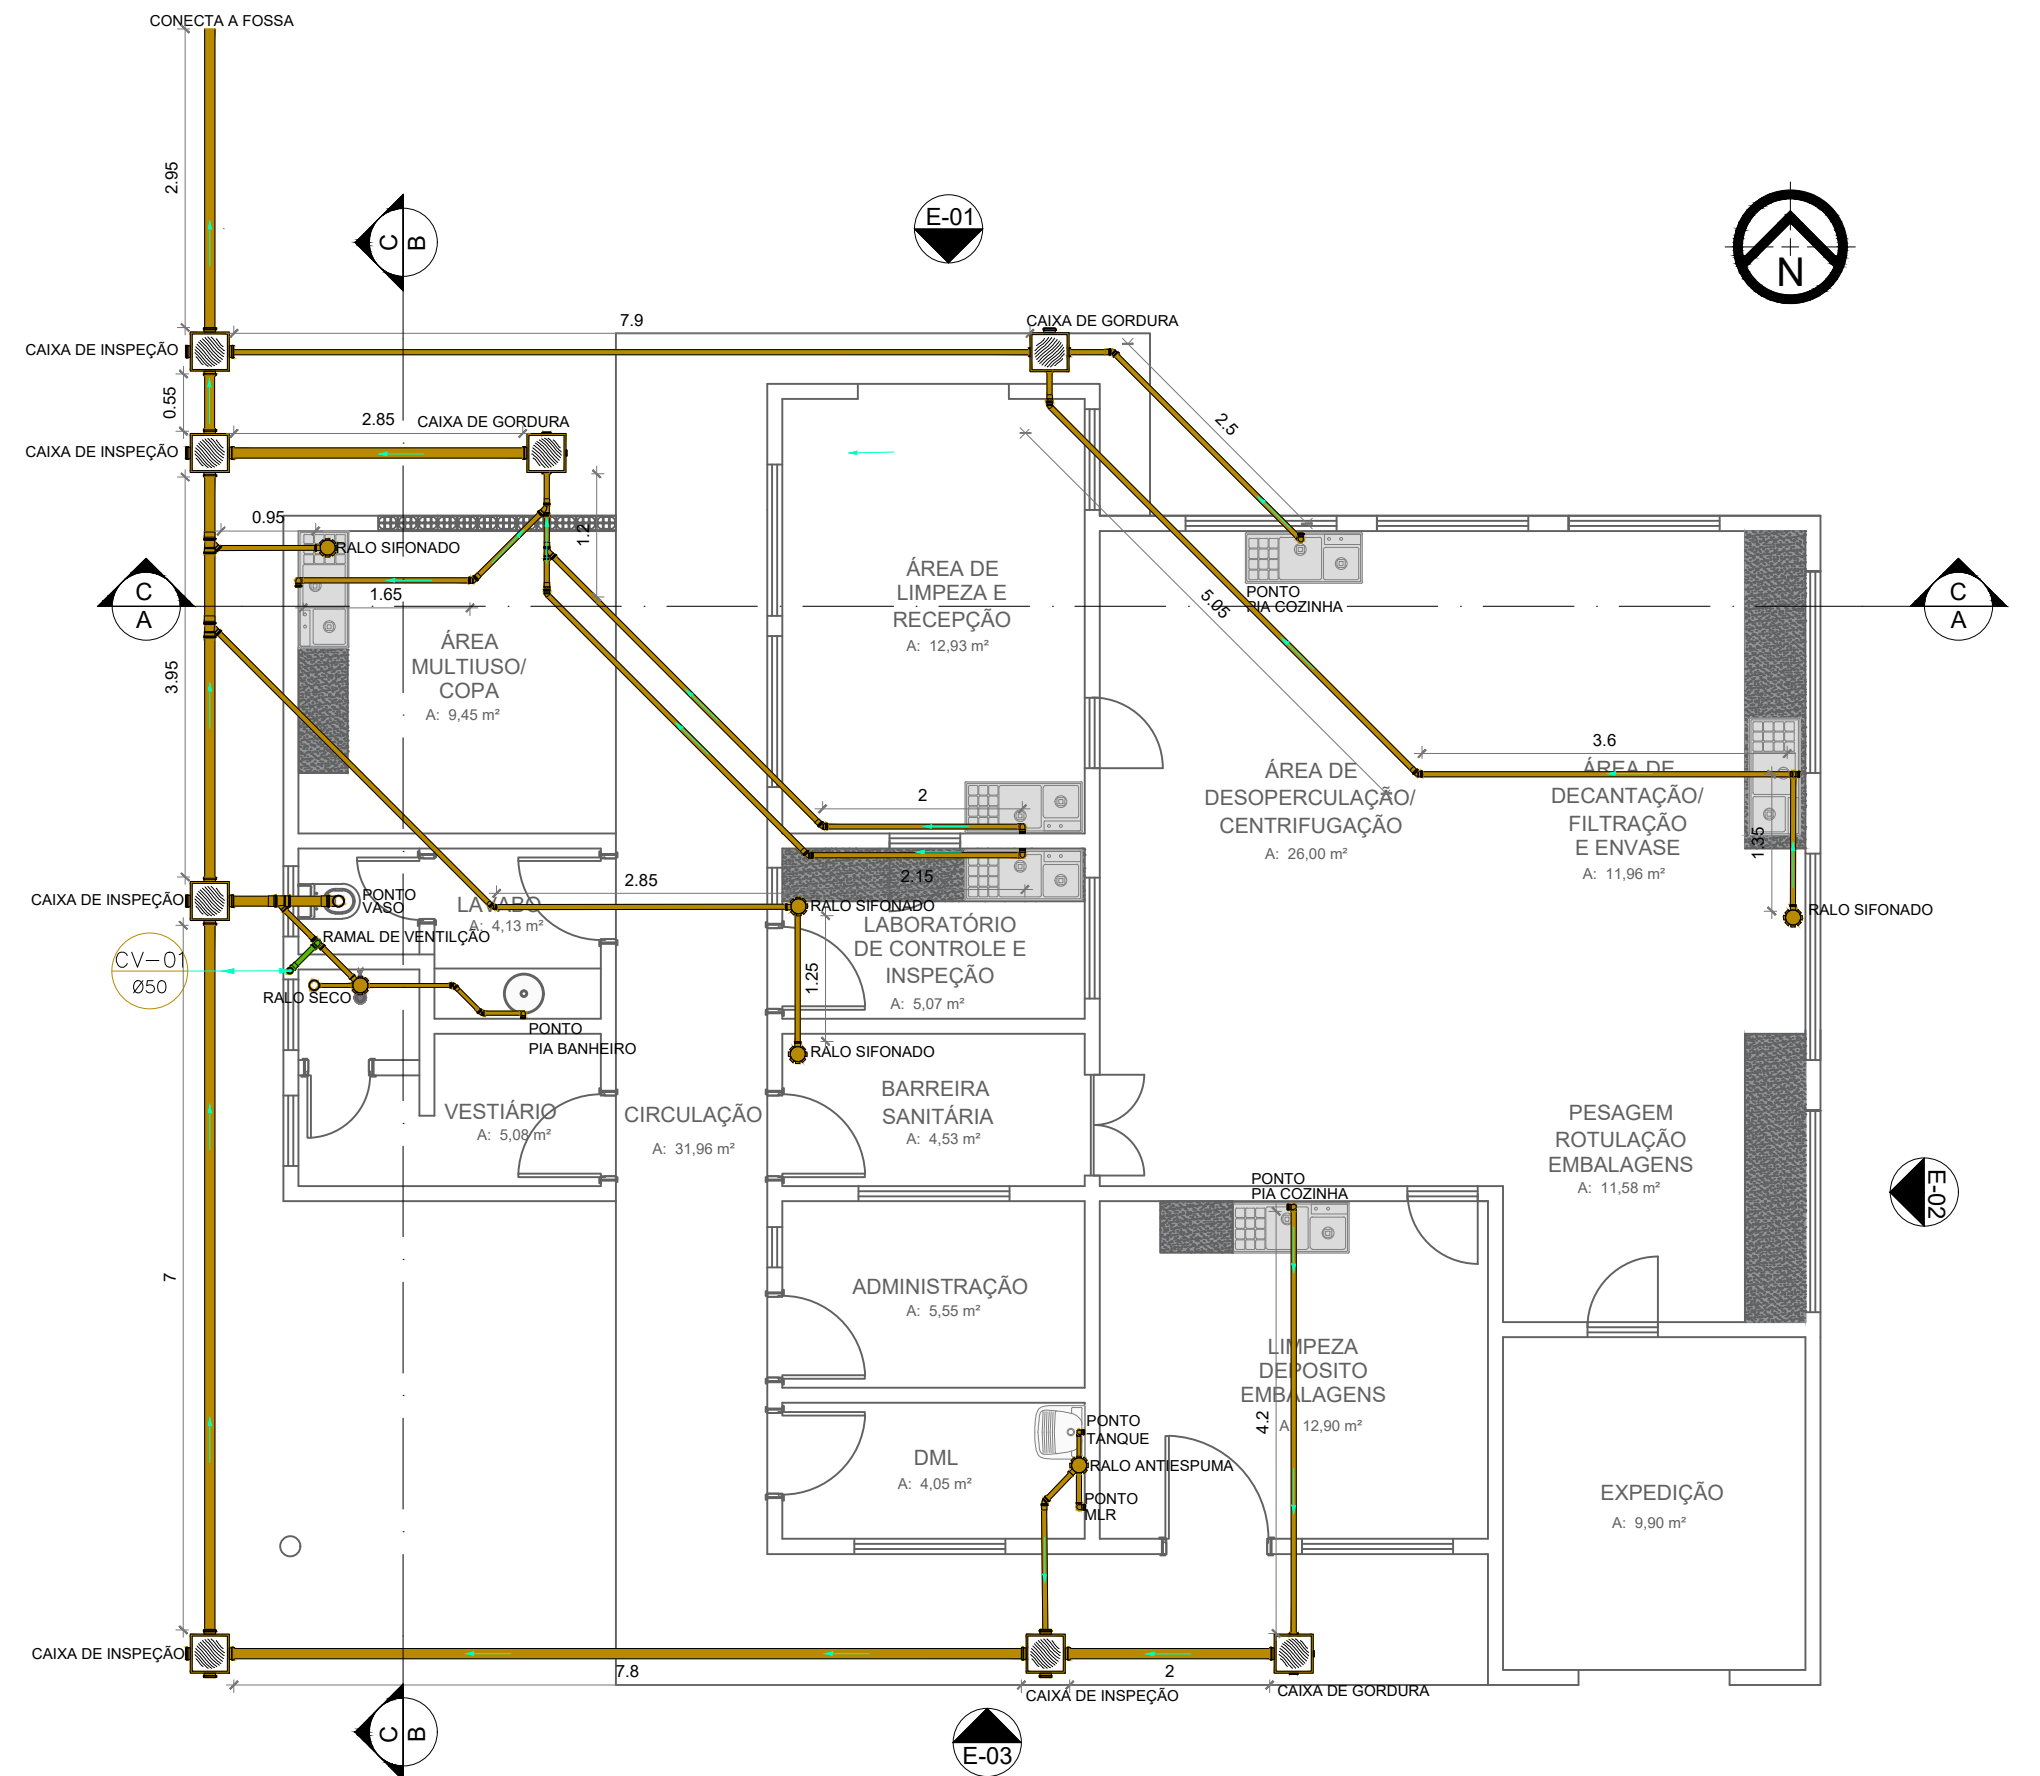 CONECTA A FOSSA
2.95
C
B
E-01
N
7.9
CAIXA DE GORDURA
CAIXA DE INSPEÇÃO
0.55
2.85
CAIXA DE GORDURA
2.5
CAIXA DE INSPEÇÃO
0.95
RALO SIFONADO
1.2
1.65
C
A
ÁREA DE
LIMPEZA E
RECEPÇÃO
A: 12,93 m²
PONTO
PIA COZINHA
5.05
C
A
3.95
ÁREA
MULTIUSO/
COPA
A: 9,45 m²
3.6
ÁREA DE
DESOPERCULAÇÃO/
CENTRIFUGAÇÃO
A: 26,00 m²
ÁREA DE
DECANTAÇÃO/
FILTRAÇÃO
E ENVASE
A: 11,96 m²
1.35
2
2.15
2.85
CAIXA DE INSPEÇÃO
PONTO
VASO
LAVABO
A: 4,13 m²
RALO SIFONADO
RALO SIFONADO
LABORATÓRIO
DE CONTROLE E
INSPEÇÃO
A: 5,07 m²
RAMAL DE VENTILÇÃO
CV-01
Ø50
RALO SECO
1.25
PONTO
PIA BANHEIRO
RALO SIFONADO
BARREIRA
SANITÁRIA
A: 4,53 m²
VESTIÁRIO
A: 5,08 m²
CIRCULAÇÃO
A: 31,96 m²
PESAGEM
ROTULAÇÃO
EMBALAGENS
A: 11,58 m²
PONTO
PIA COZINHA
E-02
7
ADMINISTRAÇÃO
A: 5,55 m²
LIMPEZA
DEPOSITO
EMBALAGENS
A: 12,90 m²
4.2
PONTO
TANQUE
DML
A: 4,05 m²
RALO ANTIESPUMA
PONTO
MLR
EXPEDIÇÃO
A: 9,90 m²
CAIXA DE INSPEÇÃO
7.8
2
CAIXA DE INSPEÇÃO
CAIXA DE GORDURA
C
B
E-03